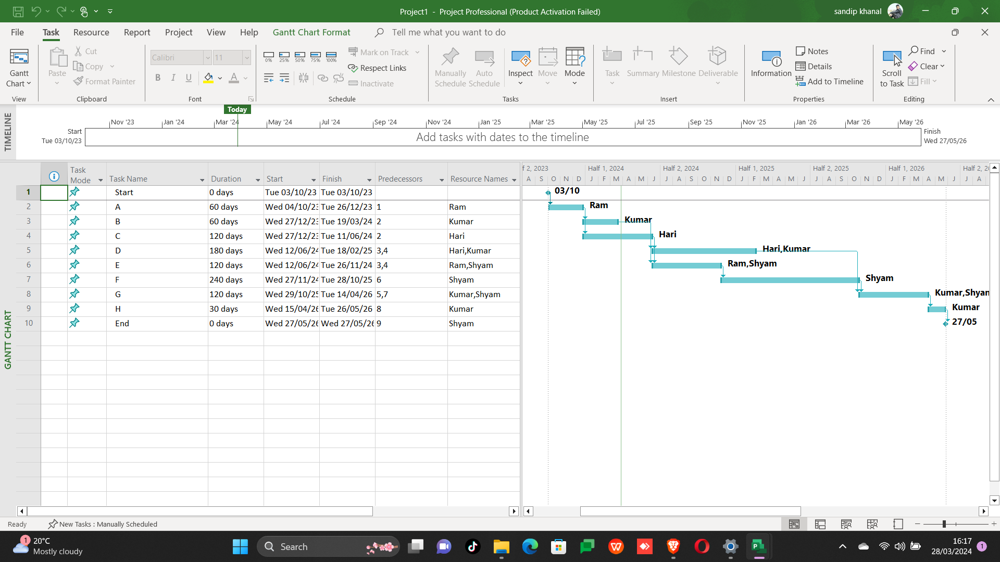 Project1 - Project Professional (Product Activation Failed)
sandip khanal
File Task Resource Report Project View Help Gantt Chart Format Tell me what you want to do
Gantt Chart
View
Paste
Cut
Copy
Format Painter
Clipboard
Calibri 11
B I U A
Font
0% 25% 50% 75% 100%
Mark on Track
Respect Links
Inactivate
Schedule
Manually Schedule
Auto Schedule
Inspect
Move
Mode
Tasks
Task
Summary
Milestone
Deliverable
Insert
Information
Notes
Details
Add to Timeline
Properties
Scroll to Task
Find
Clear
Fill
Editing
TIMELINE
Today
Nov '23 Jan '24 Mar '24 May '24 Jul '24 Sep '24 Nov '24 Jan '25 Mar '25 May '25 Jul '25 Sep '25 Nov '25 Jan '26 Mar '26 May '26
Start
Tue 03/10/23
Add tasks with dates to the timeline
Finish
Wed 27/05/26
GANTT CHART
Task Mode Task Name Duration Start Finish Predecessors Resource Names
1 Start 0 days Tue 03/10/23 Tue 03/10/23
2 A 60 days Wed 04/10/23 Tue 26/12/23 1 Ram
3 B 60 days Wed 27/12/23 Tue 19/03/24 2 Kumar
4 C 120 days Wed 27/12/23 Tue 11/06/24 2 Hari
5 D 180 days Wed 12/06/24 Tue 18/02/25 3,4 Hari,Kumar
6 E 120 days Wed 12/06/24 Tue 26/11/24 3,4 Ram,Shyam
7 F 240 days Wed 27/11/24 Tue 28/10/25 6 Shyam
8 G 120 days Wed 29/10/25 Tue 14/04/26 5,7 Kumar,Shyam
9 H 30 days Wed 15/04/26 Tue 26/05/26 8 Kumar
10 End 0 days Wed 27/05/26 Wed 27/05/26 9 Shyam
f 2, 2023 Half 1, 2024 Half 2, 2024 Half 1, 2025 Half 2, 2025 Half 1, 2026 Half 2, 2
A S O N D J F M A M J J A S O N D J F M A M J J A S O N D J F M A M J J A
03/10
Ram
Kumar
Hari
Hari,Kumar
Ram,Shyam
Shyam
Kumar,Shyam
Kumar
27/05
Ready
New Tasks : Manually Scheduled
1
20°C
Mostly cloudy
Search
16:17
28/03/2024
1